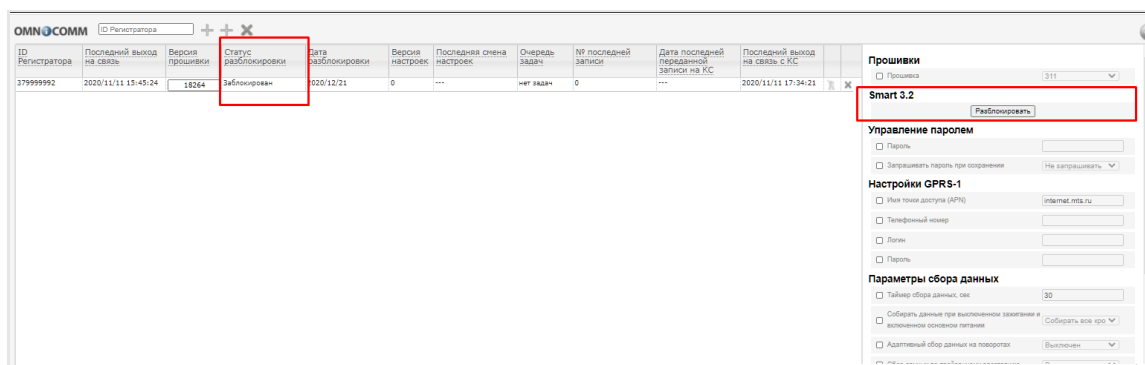 OMNOCOMM ID Регистратора
ID Регистратора Последний выход на связь Версия прошивки Статус разблокировки Дата разблокировки Версия настроек Последняя смена настроек Очередь задач № последней записи Дата последней переданной записи на КС Последний выход на связь с КС
379999992 2020/11/11 15:45:24 18264 Заблокирован 2020/12/21 0 --- нет задач 0 --- 2020/11/11 17:34:21
Прошивки
Прошивка 311
Smart 3.2
Разблокировать
Управление паролем
Пароль
Запрашивать пароль при сохранении Не запрашивать
Настройки GPRS-1
Имя точки доступа (APN) internet.mts.ru
Телефонный номер
Логин
Пароль
Параметры сбора данных
Таймер сбора данных, сек 30
Собирать данные при выключенном зажигании и
включенном основном питании Собирать все кро
Адаптивный сбор данных на поворотах Выключен